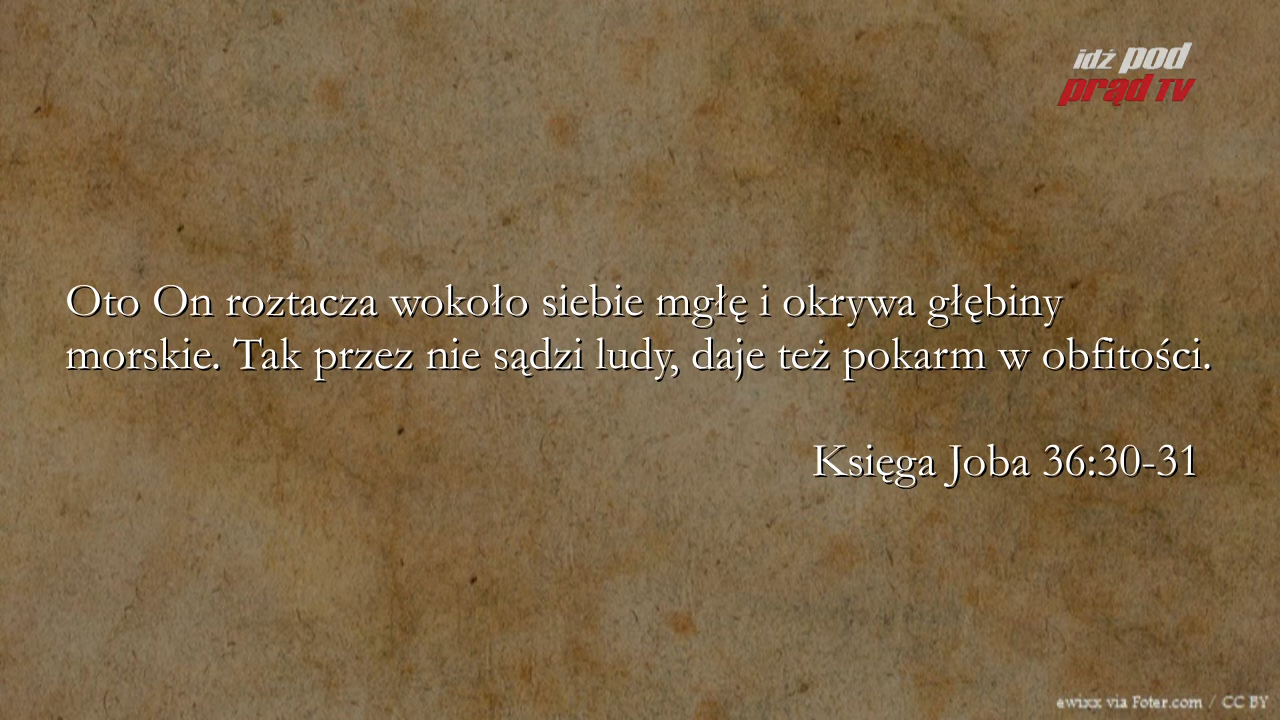 idź pod
prąd TV
Oto On roztacza wokoło siebie mgłę i okrywa głębiny
morskie. Tak przez nie sądzi ludy, daje też pokarm w obfitości.
Księga Joba 36:30-31
ewixx via Foter.com / CC BY